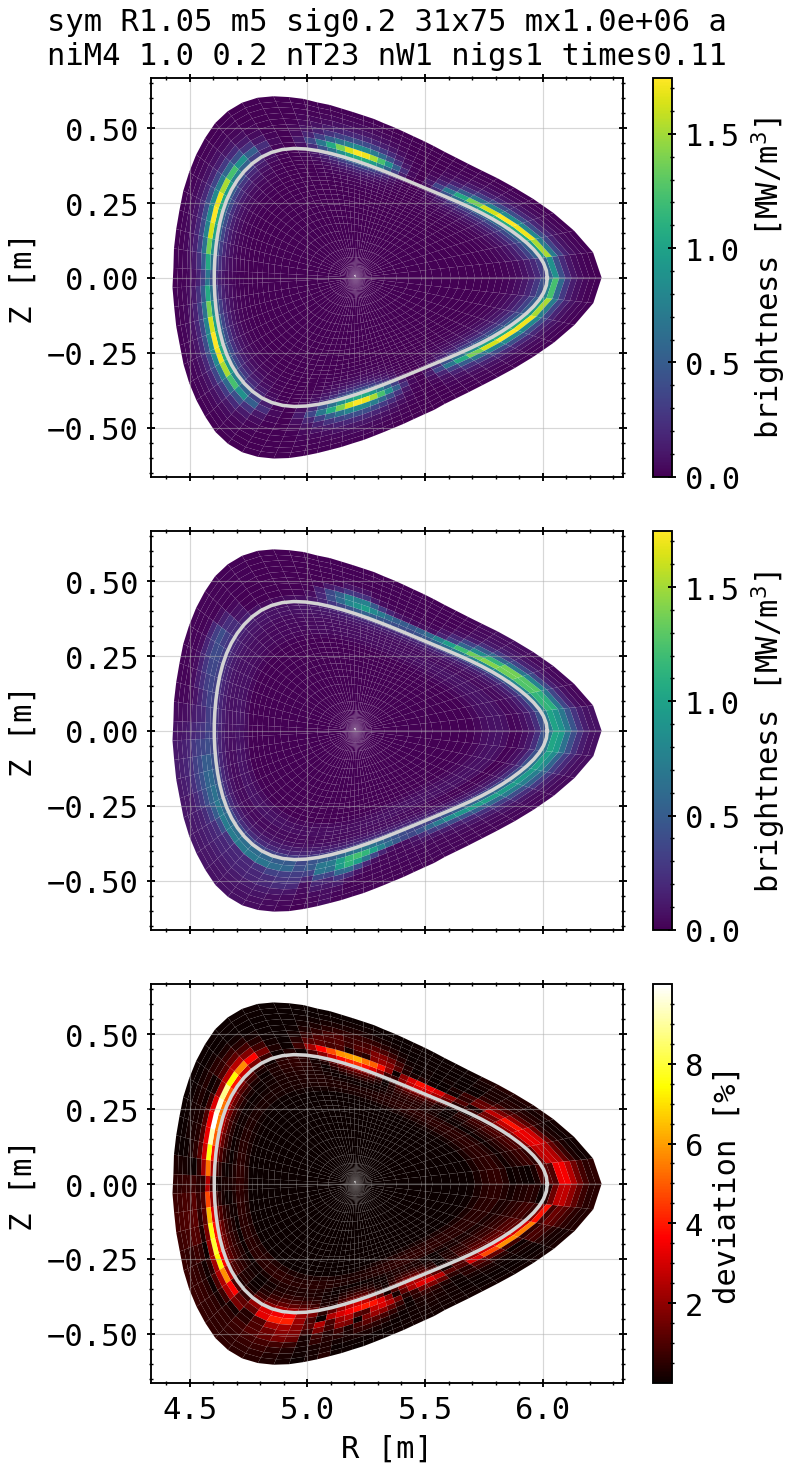 sym R1.05 m5 sig0.2 31x75 mx1.0e+06 a
niM4 1.0 0.2 nT23 nW1 nigs1 times0.11
0.50
0.25
0.00
−0.25
−0.50
Z [m]
1.5
1.0
0.5
0.0
brightness [MW/m³]
0.50
0.25
0.00
−0.25
−0.50
Z [m]
1.5
1.0
0.5
0.0
brightness [MW/m³]
0.50
0.25
0.00
−0.25
−0.50
Z [m]
8
6
4
2
deviation [%]
4.5 5.0 5.5 6.0
R [m]